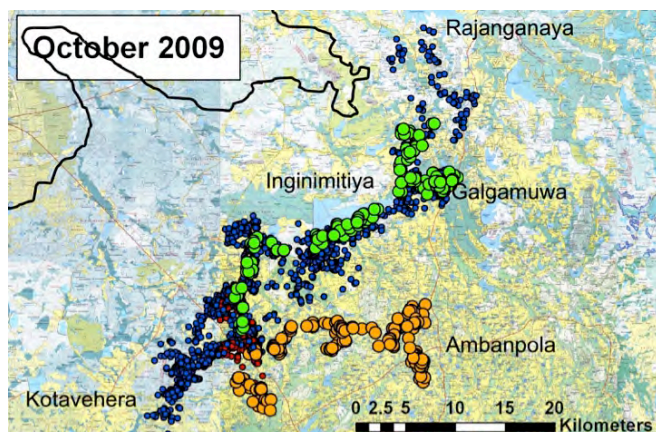 October 2009
Rajanganaya
Inginimitiya
Galgamuwa
Ambanpola
Kotavehera
0 2.5 5 10 15 20
Kilometers